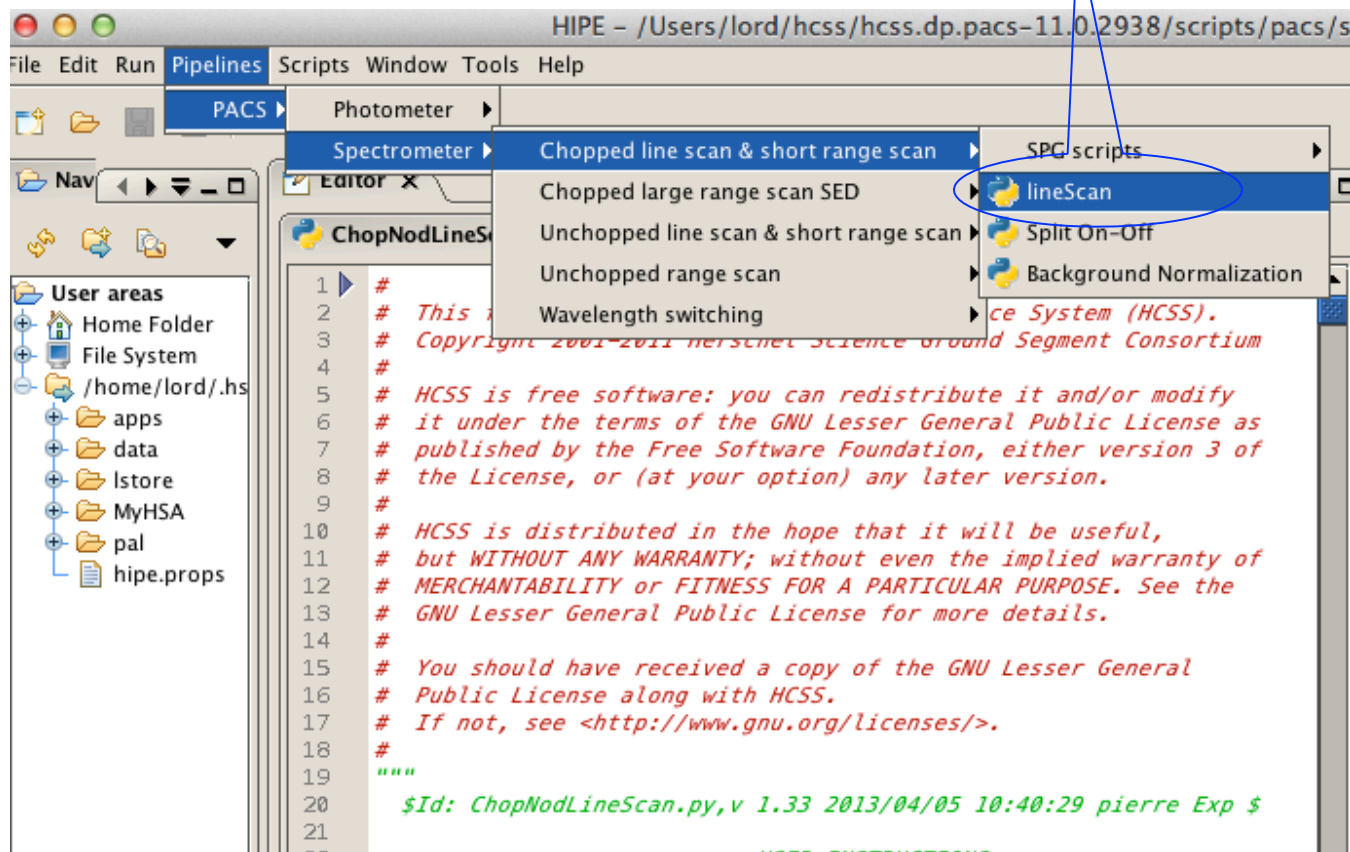 HIPE - /Users/lord/hcss/hcss.dp.pacs-11.0.2938/scripts/pacs/s
File Edit Run Pipelines Scripts Window Tools Help
PACS
Photometer
Spectrometer
Chopped line scan & short range scan
Chopped large range scan SED
Unchopped line scan & short range scan
Unchopped range scan
Wavelength switching
SPG scripts
lineScan
Split On-Off
Background Normalization
Nav
Editor x
ChopNodLineSc
User areas
Home Folder
File System
/home/lord/.hs
apps
data
lstore
MyHSA
pal
hipe.props
1 #
2 # This f ce System (HCSS).
3 # Copyright 2001-2011 Herschel Science Ground Segment Consortium
4 #
5 # HCSS is free software: you can redistribute it and/or modify
6 # it under the terms of the GNU Lesser General Public License as
7 # published by the Free Software Foundation, either version 3 of
8 # the License, or (at your option) any later version.
9 #
10 # HCSS is distributed in the hope that it will be useful,
11 # but WITHOUT ANY WARRANTY; without even the implied warranty of
12 # MERCHANTABILITY or FITNESS FOR A PARTICULAR PURPOSE. See the
13 # GNU Lesser General Public License for more details.
14 #
15 # You should have received a copy of the GNU Lesser General
16 # Public License along with HCSS.
17 # If not, see <http://www.gnu.org/licenses/>.
18 #
19 """
20 $Id: ChopNodLineScan.py,v 1.33 2013/04/05 10:40:29 pierre Exp $
21